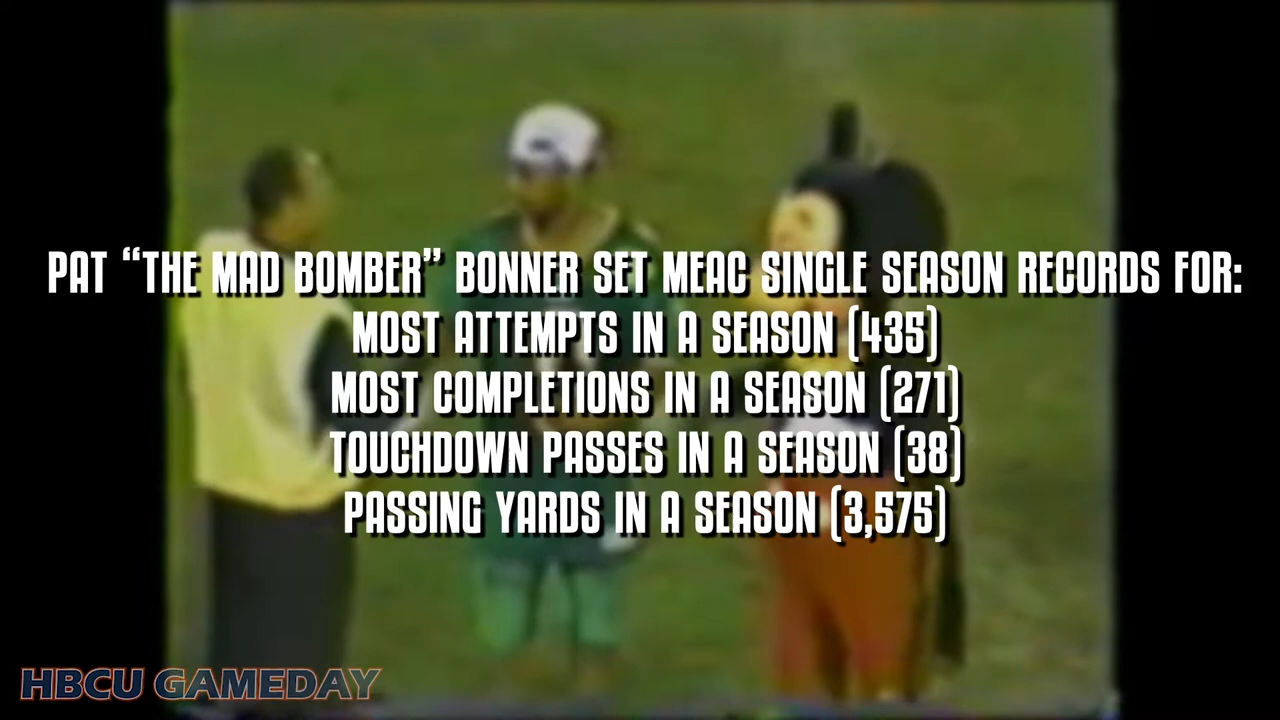 PAT “THE MAD BOMBER” BONNER SET MEAC SINGLE SEASON RECORDS FOR:
MOST ATTEMPTS IN A SEASON (435)
MOST COMPLETIONS IN A SEASON (271)
TOUCHDOWN PASSES IN A SEASON (38)
PASSING YARDS IN A SEASON (3,575)
HBCU GAMEDAY